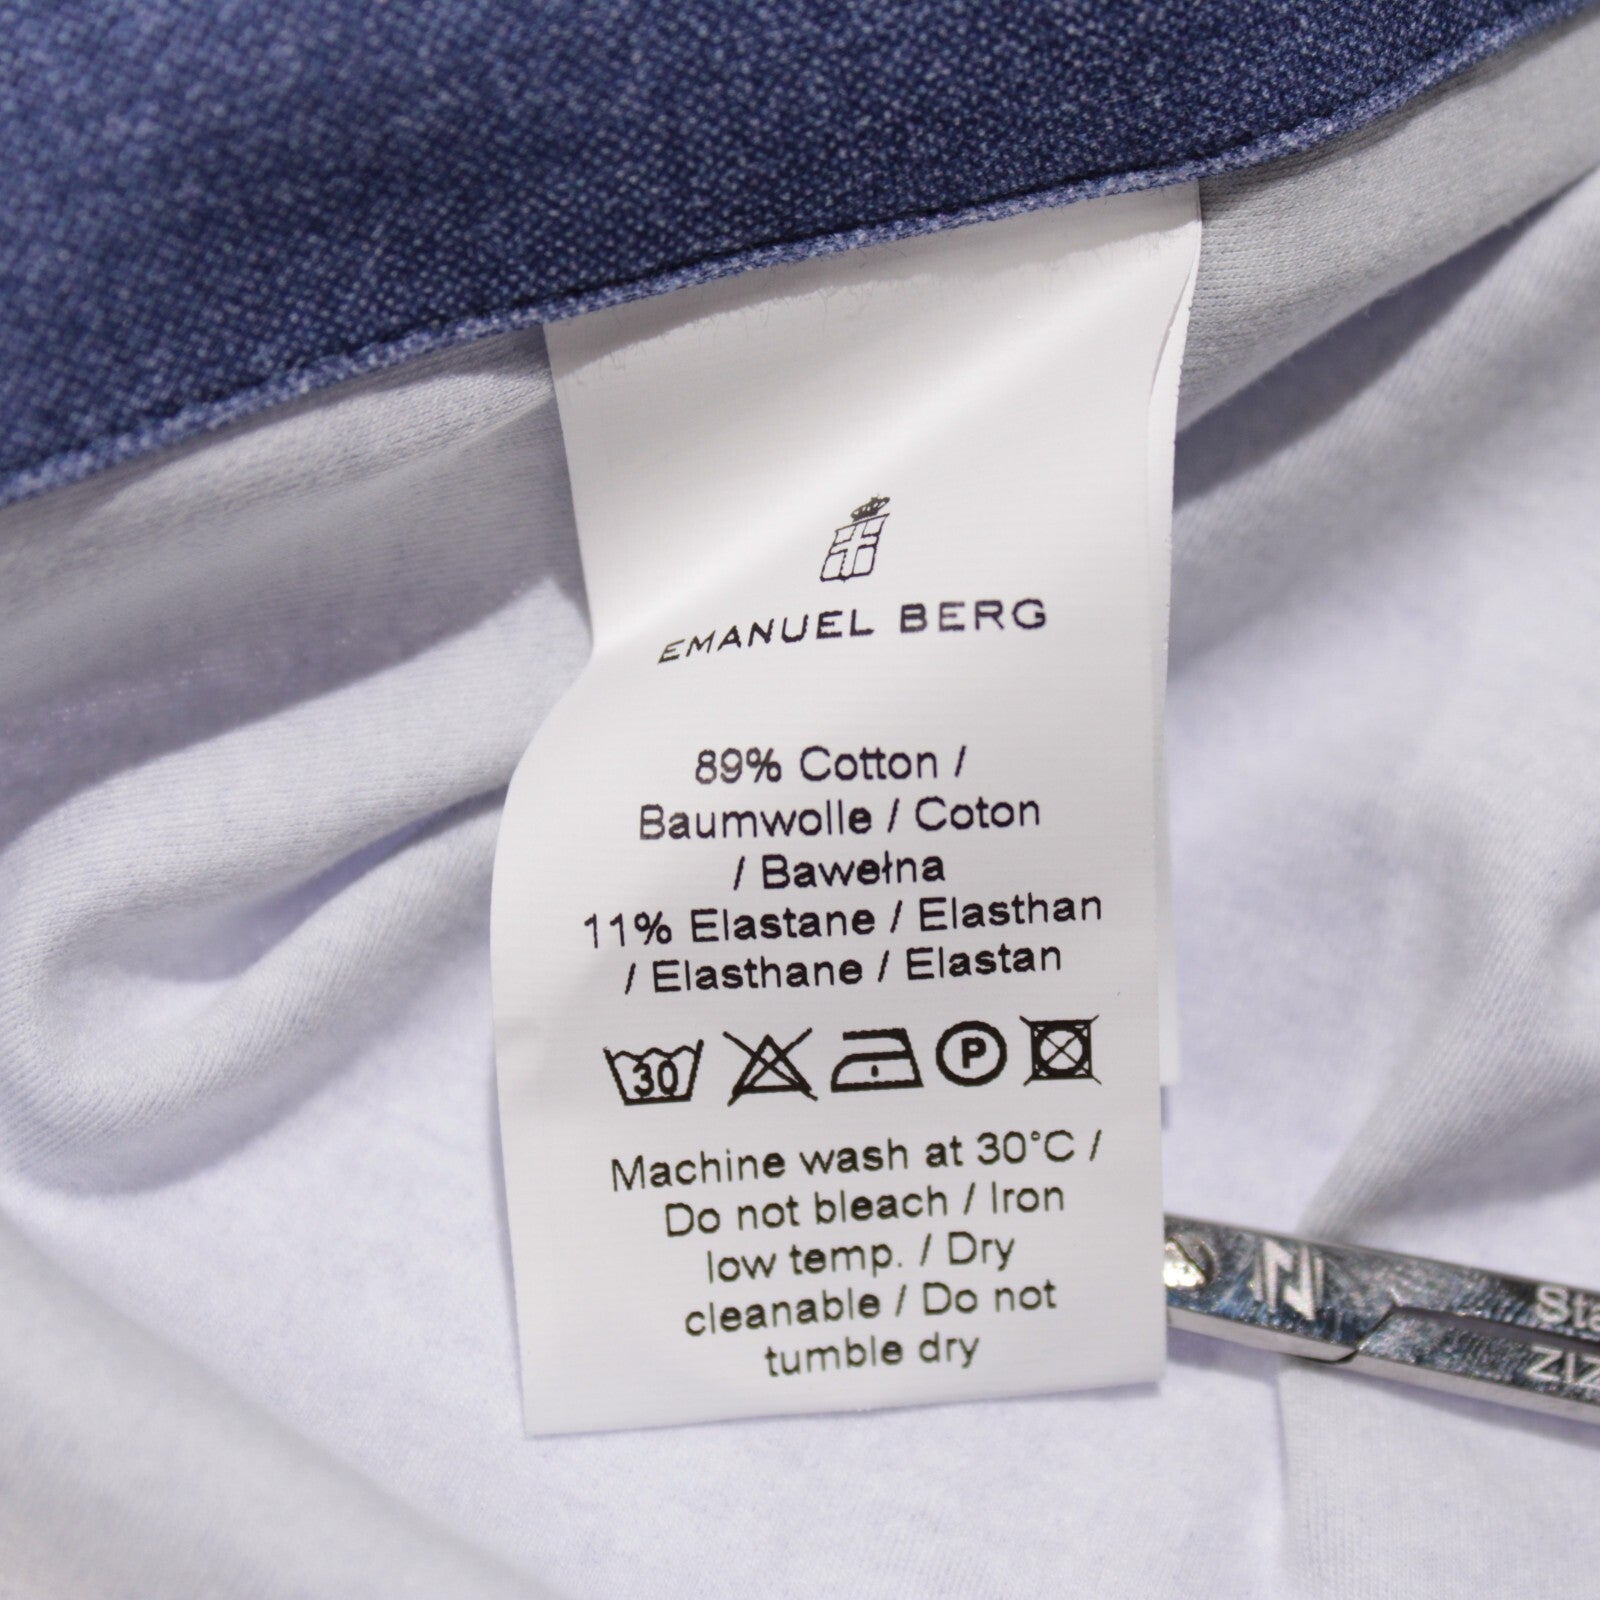 EMANUEL BERG
89% Cotton /
Baumwolle / Coton
/ Bawełna
11% Elastane / Elasthan
/ Elasthane / Elastan
30 P
Machine wash at 30°C /
Do not bleach / Iron
low temp. / Dry
cleanable / Do not
tumble dry